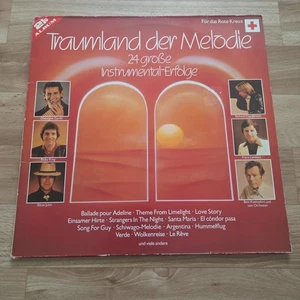 Für das Rote Kreuz
Traumland der Melodie
24 große
Instrumental-Erfolge
Ballade pour Adeline · Theme From Limelight · Love Story
Einsamer Hirte · Strangers In The Night · Santa Maria · El cóndor pasa
Song For Guy · Schiwago-Melodie · Argentina · Hummelflug
Verde · Wolkenreise · Le Rêve
und viele andere